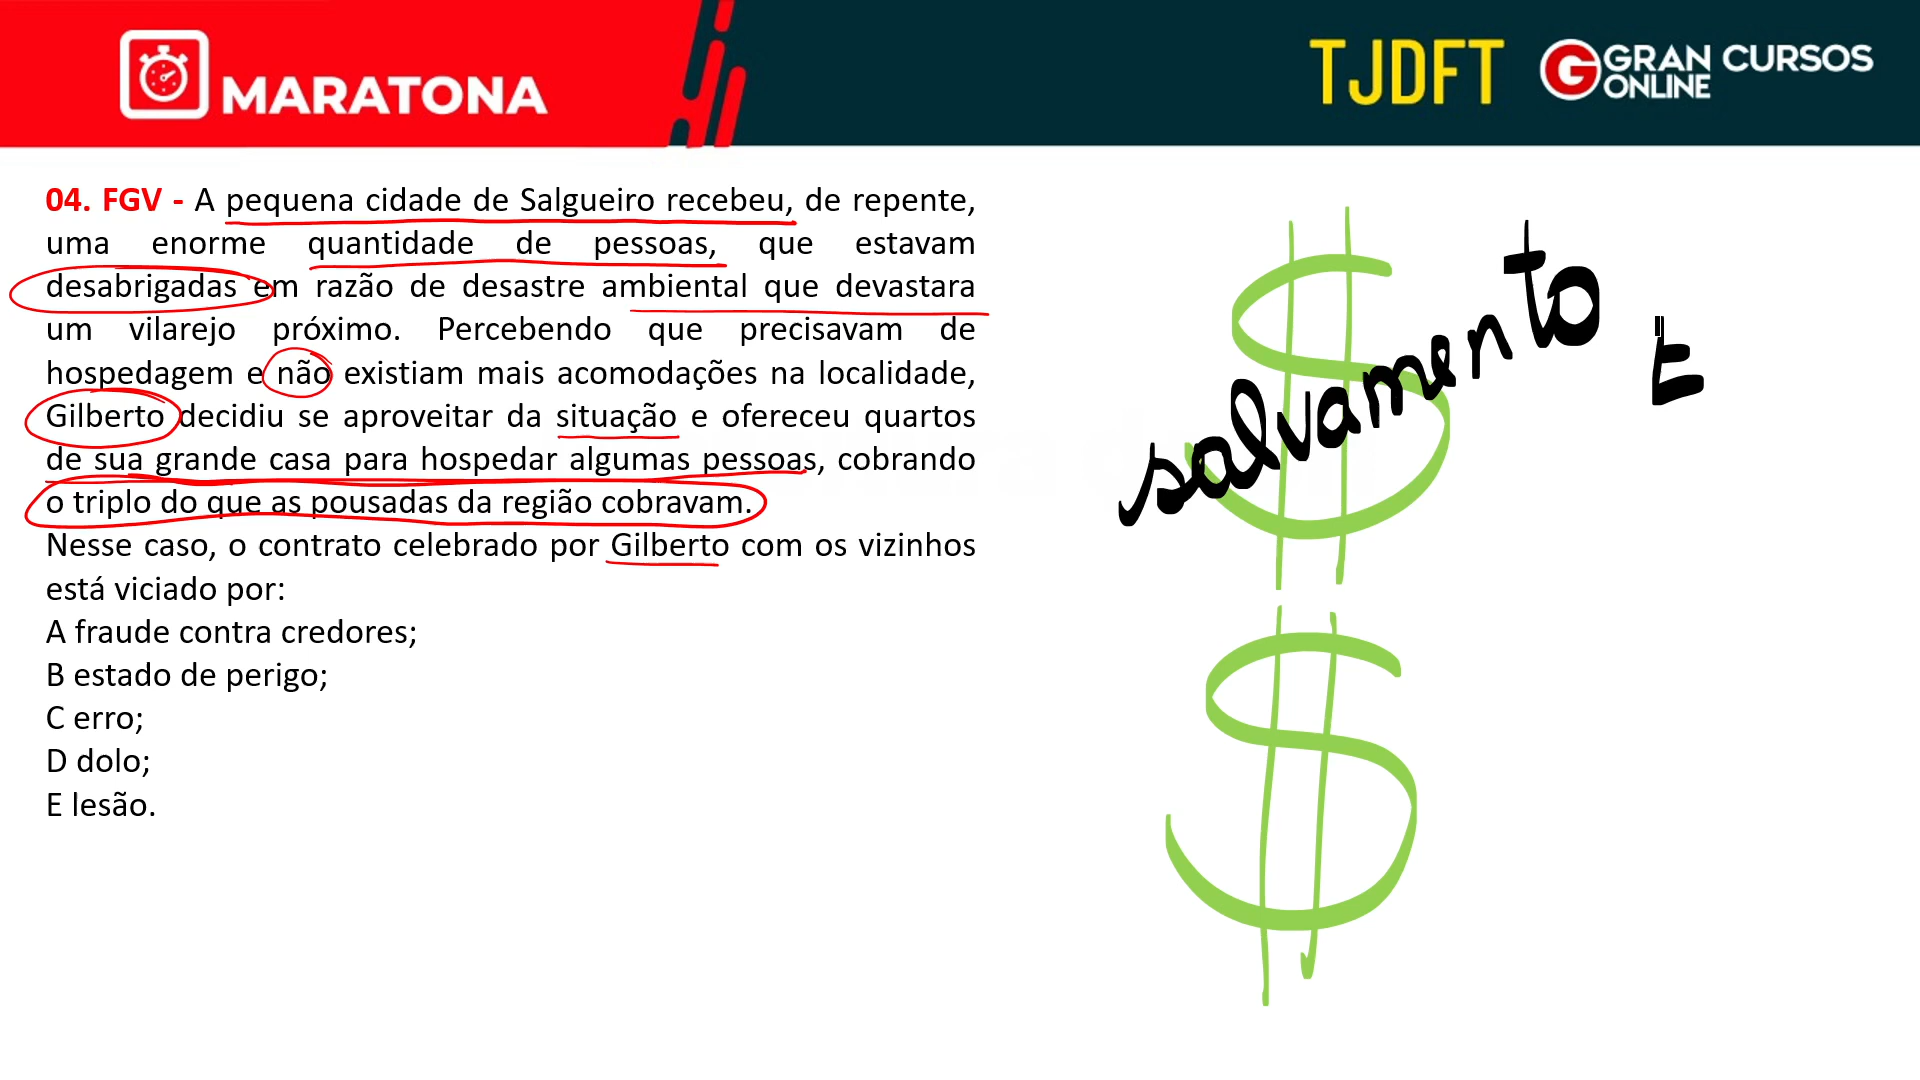 MARATONA
TJDFT
GRAN CURSOS
ONLINE
04. FGV - A pequena cidade de Salgueiro recebeu, de repente,
uma enorme quantidade de pessoas, que estavam
desabrigadas em razão de desastre ambiental que devastara
um vilarejo próximo. Percebendo que precisavam de
hospedagem e não existiam mais acomodações na localidade,
Gilberto decidiu se aproveitar da situação e ofereceu quartos
de sua grande casa para hospedar algumas pessoas, cobrando
o triplo do que as pousadas da região cobravam.
Nesse caso, o contrato celebrado por Gilberto com os vizinhos
está viciado por:
A fraude contra credores;
B estado de perigo;
C erro;
D dolo;
E lesão.
$
salvamento
$